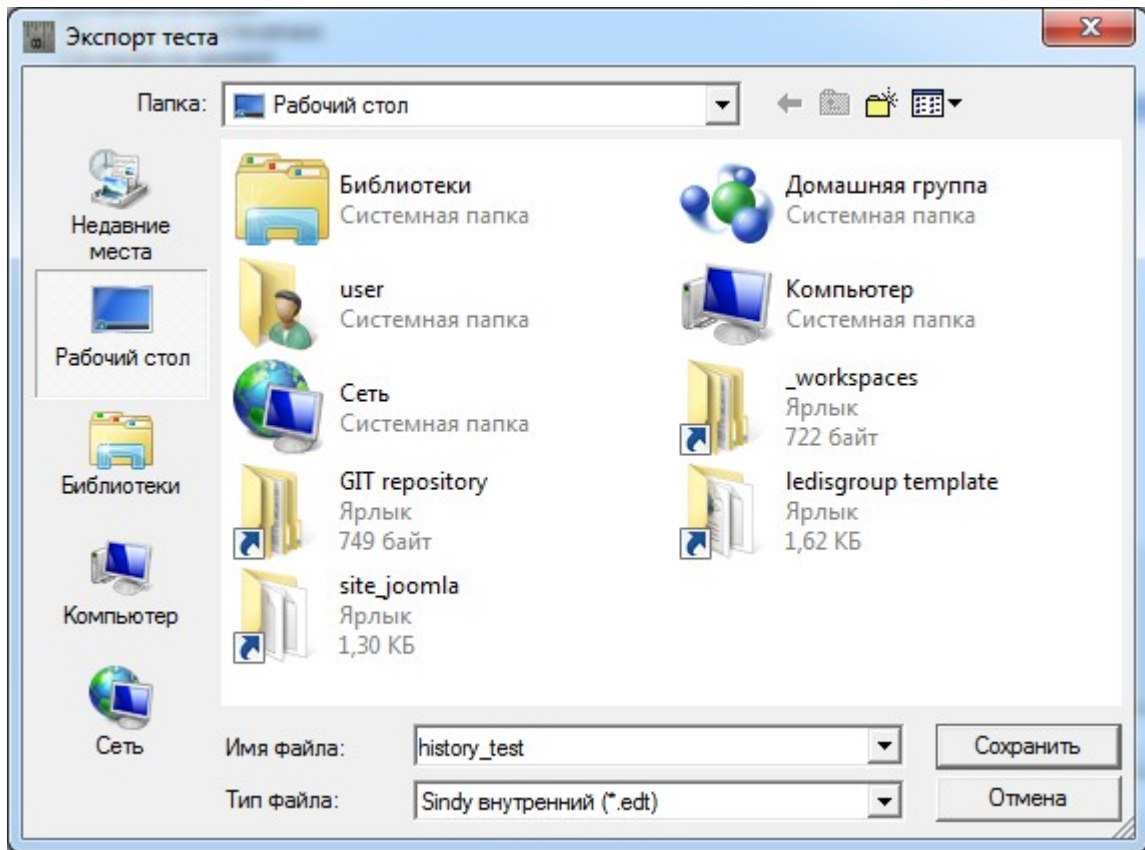 Экспорт теста
Папка:
Рабочий стол
Недавние
места
Рабочий стол
Библиотеки
Компьютер
Сеть
Библиотеки
Системная папка
Домашняя группа
Системная папка
user
Системная папка
Компьютер
Системная папка
Сеть
Системная папка
_workspaces
Ярлык
722 байт
GIT repository
Ярлык
749 байт
ledisgroup template
Ярлык
1,62 КБ
site_joomla
Ярлык
1,30 КБ
Имя файла:
history_test
Сохранить
Тип файла:
Sindy внутренний (*.edt)
Отмена